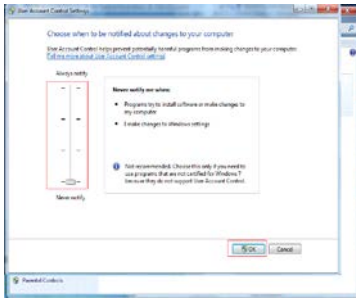 User Account Control Settings
Choose when to be notified about changes to your computer
User Account Control helps prevent potentially harmful programs from making changes to your computer.
Tell me more about User Account Control settings
Always notify
Never notify me when:
Programs try to install software or make changes to
my computer
I make changes to Windows settings
Not recommended. Choose this only if you need to
use programs that are not certified for Windows 7
because they do not support User Account Control.
Never notify
OK
Cancel
Parental Controls